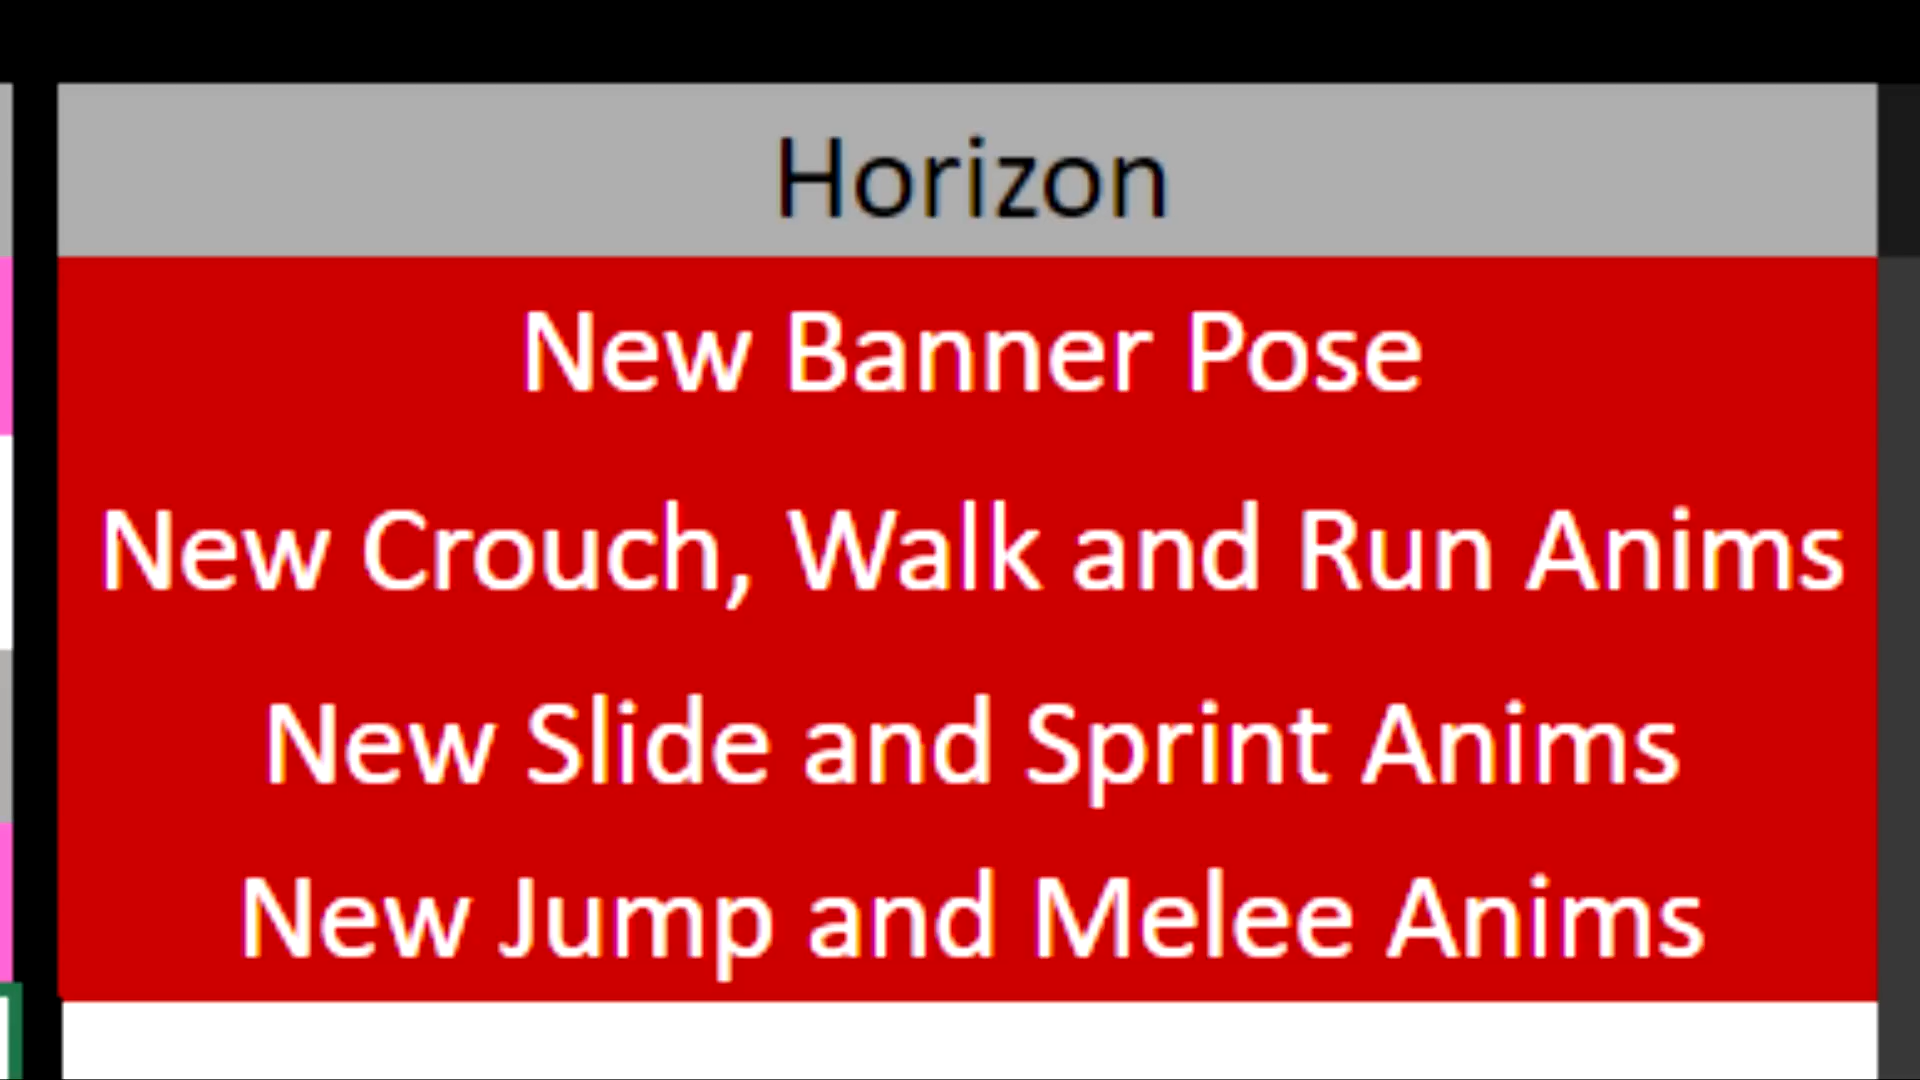 Horizon
New Banner Pose
New Crouch, Walk and Run Anims
New Slide and Sprint Anims
New Jump and Melee Anims